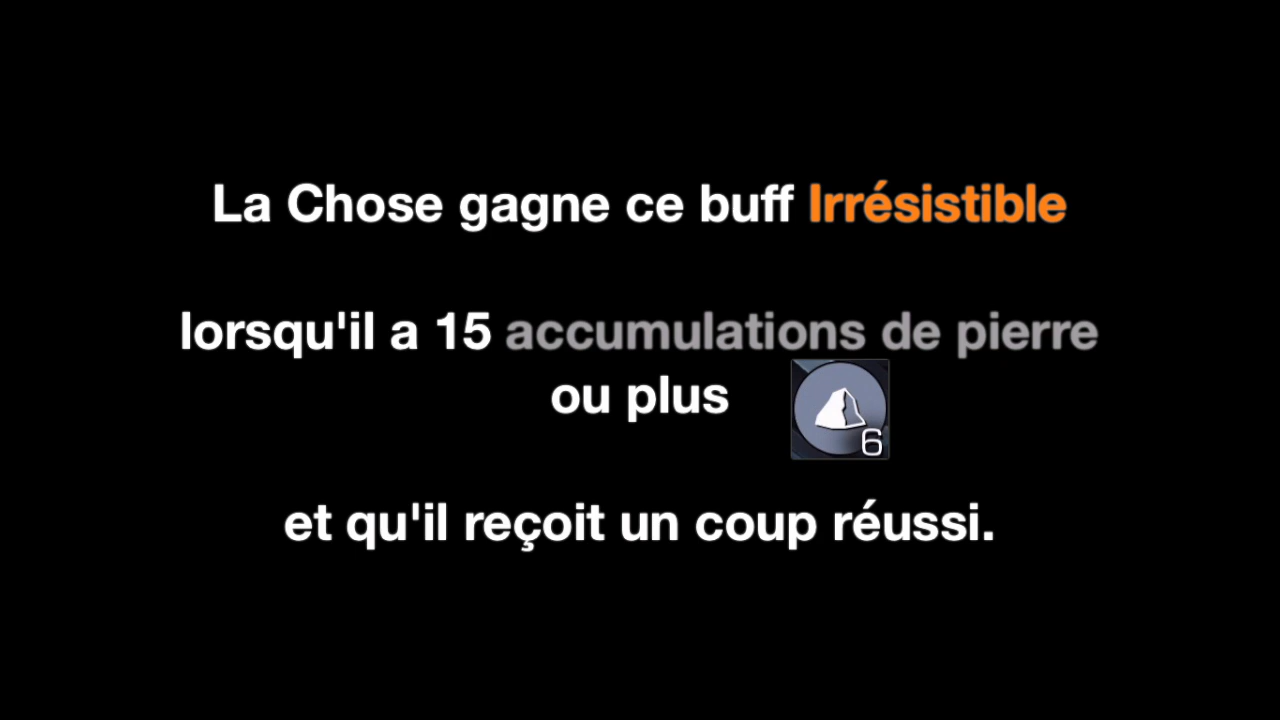 La Chose gagne ce buff Irrésistible
lorsqu'il a 15 accumulations de pierre
ou plus
6
et qu'il reçoit un coup réussi.